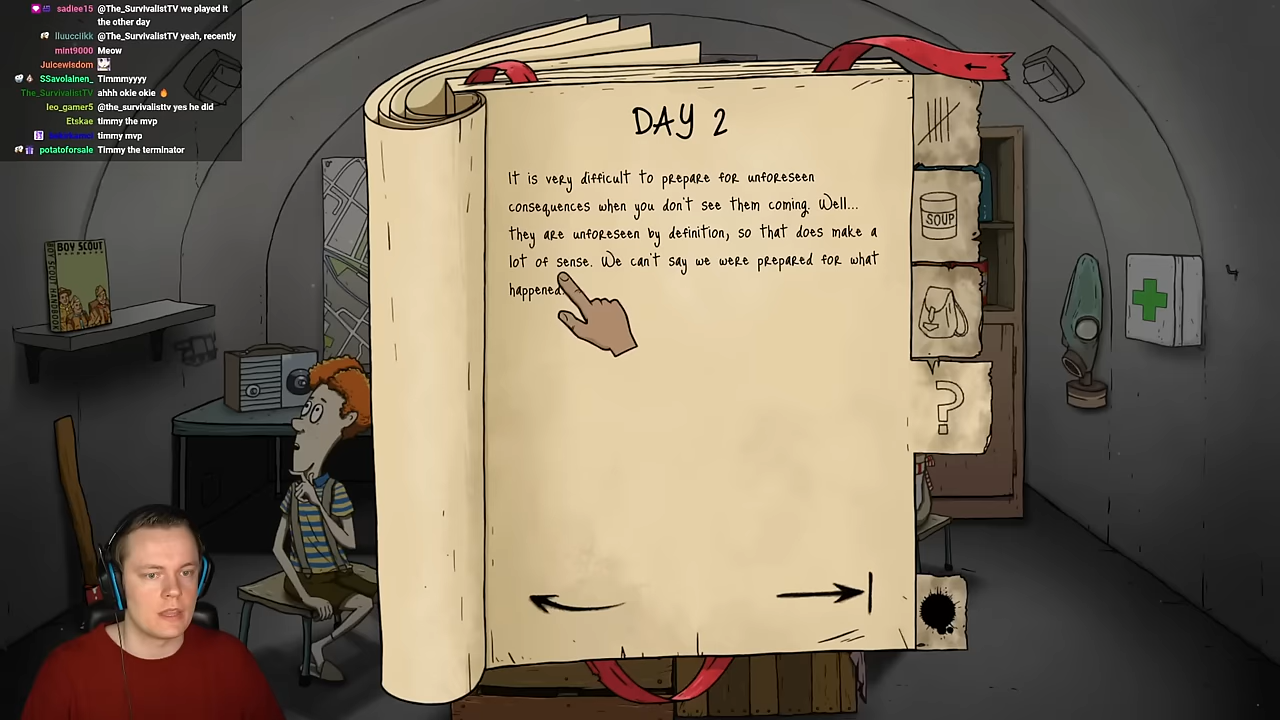 sadiee15 @The_SurvivalistTV we played it
the other day
lluucciikk @The_SurvivalistTV yeah, recently
mint9000 Meow
Juicewisdom
SSavolainen_ Timmmyyyy
The_SurvivalistTV ahhh okie okie
leo_gamer5 @the_survivalisttv yes he did
Etskae timmy the mvp
timmy mvp
potatoforsale Timmy the terminator
DAY 2
It is very difficult to prepare for unforeseen
consequences when you don't see them coming. Well...
they are unforeseen by definition, so that does make a
lot of sense. We can't say we were prepared for what
happened.
SOUP
BOY SCOUT
BOY SCOUT HANDBOOK